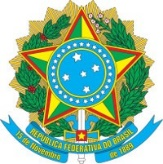 REPÚBLICA FEDERATIVA DO BRASIL
15 de Novembro
de 1889